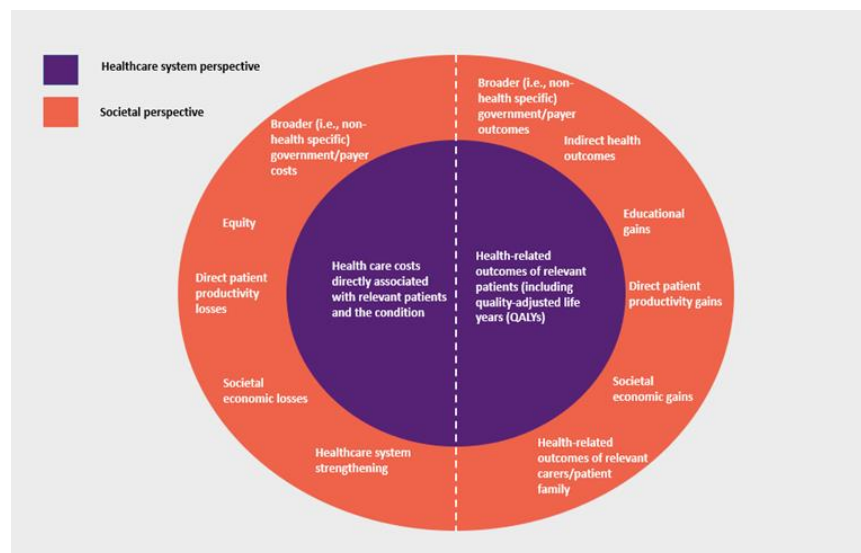 Healthcare system perspective
Societal perspective
Broader (i.e., non-
health specific)
government/payer
costs
Equity
Direct patient
productivity
losses
Societal
economic losses
Healthcare system
strengthening
Health care costs
directly associated
with relevant patients
and the condition
Health-related
outcomes of relevant
patients (including
quality-adjusted life
years (QALYs)
Broader (i.e., non-
health specific)
government/payer
outcomes
Indirect health
outcomes
Educational
gains
Direct patient
productivity gains
Societal
economic gains
Health-related
outcomes of relevant
carers/patient
family